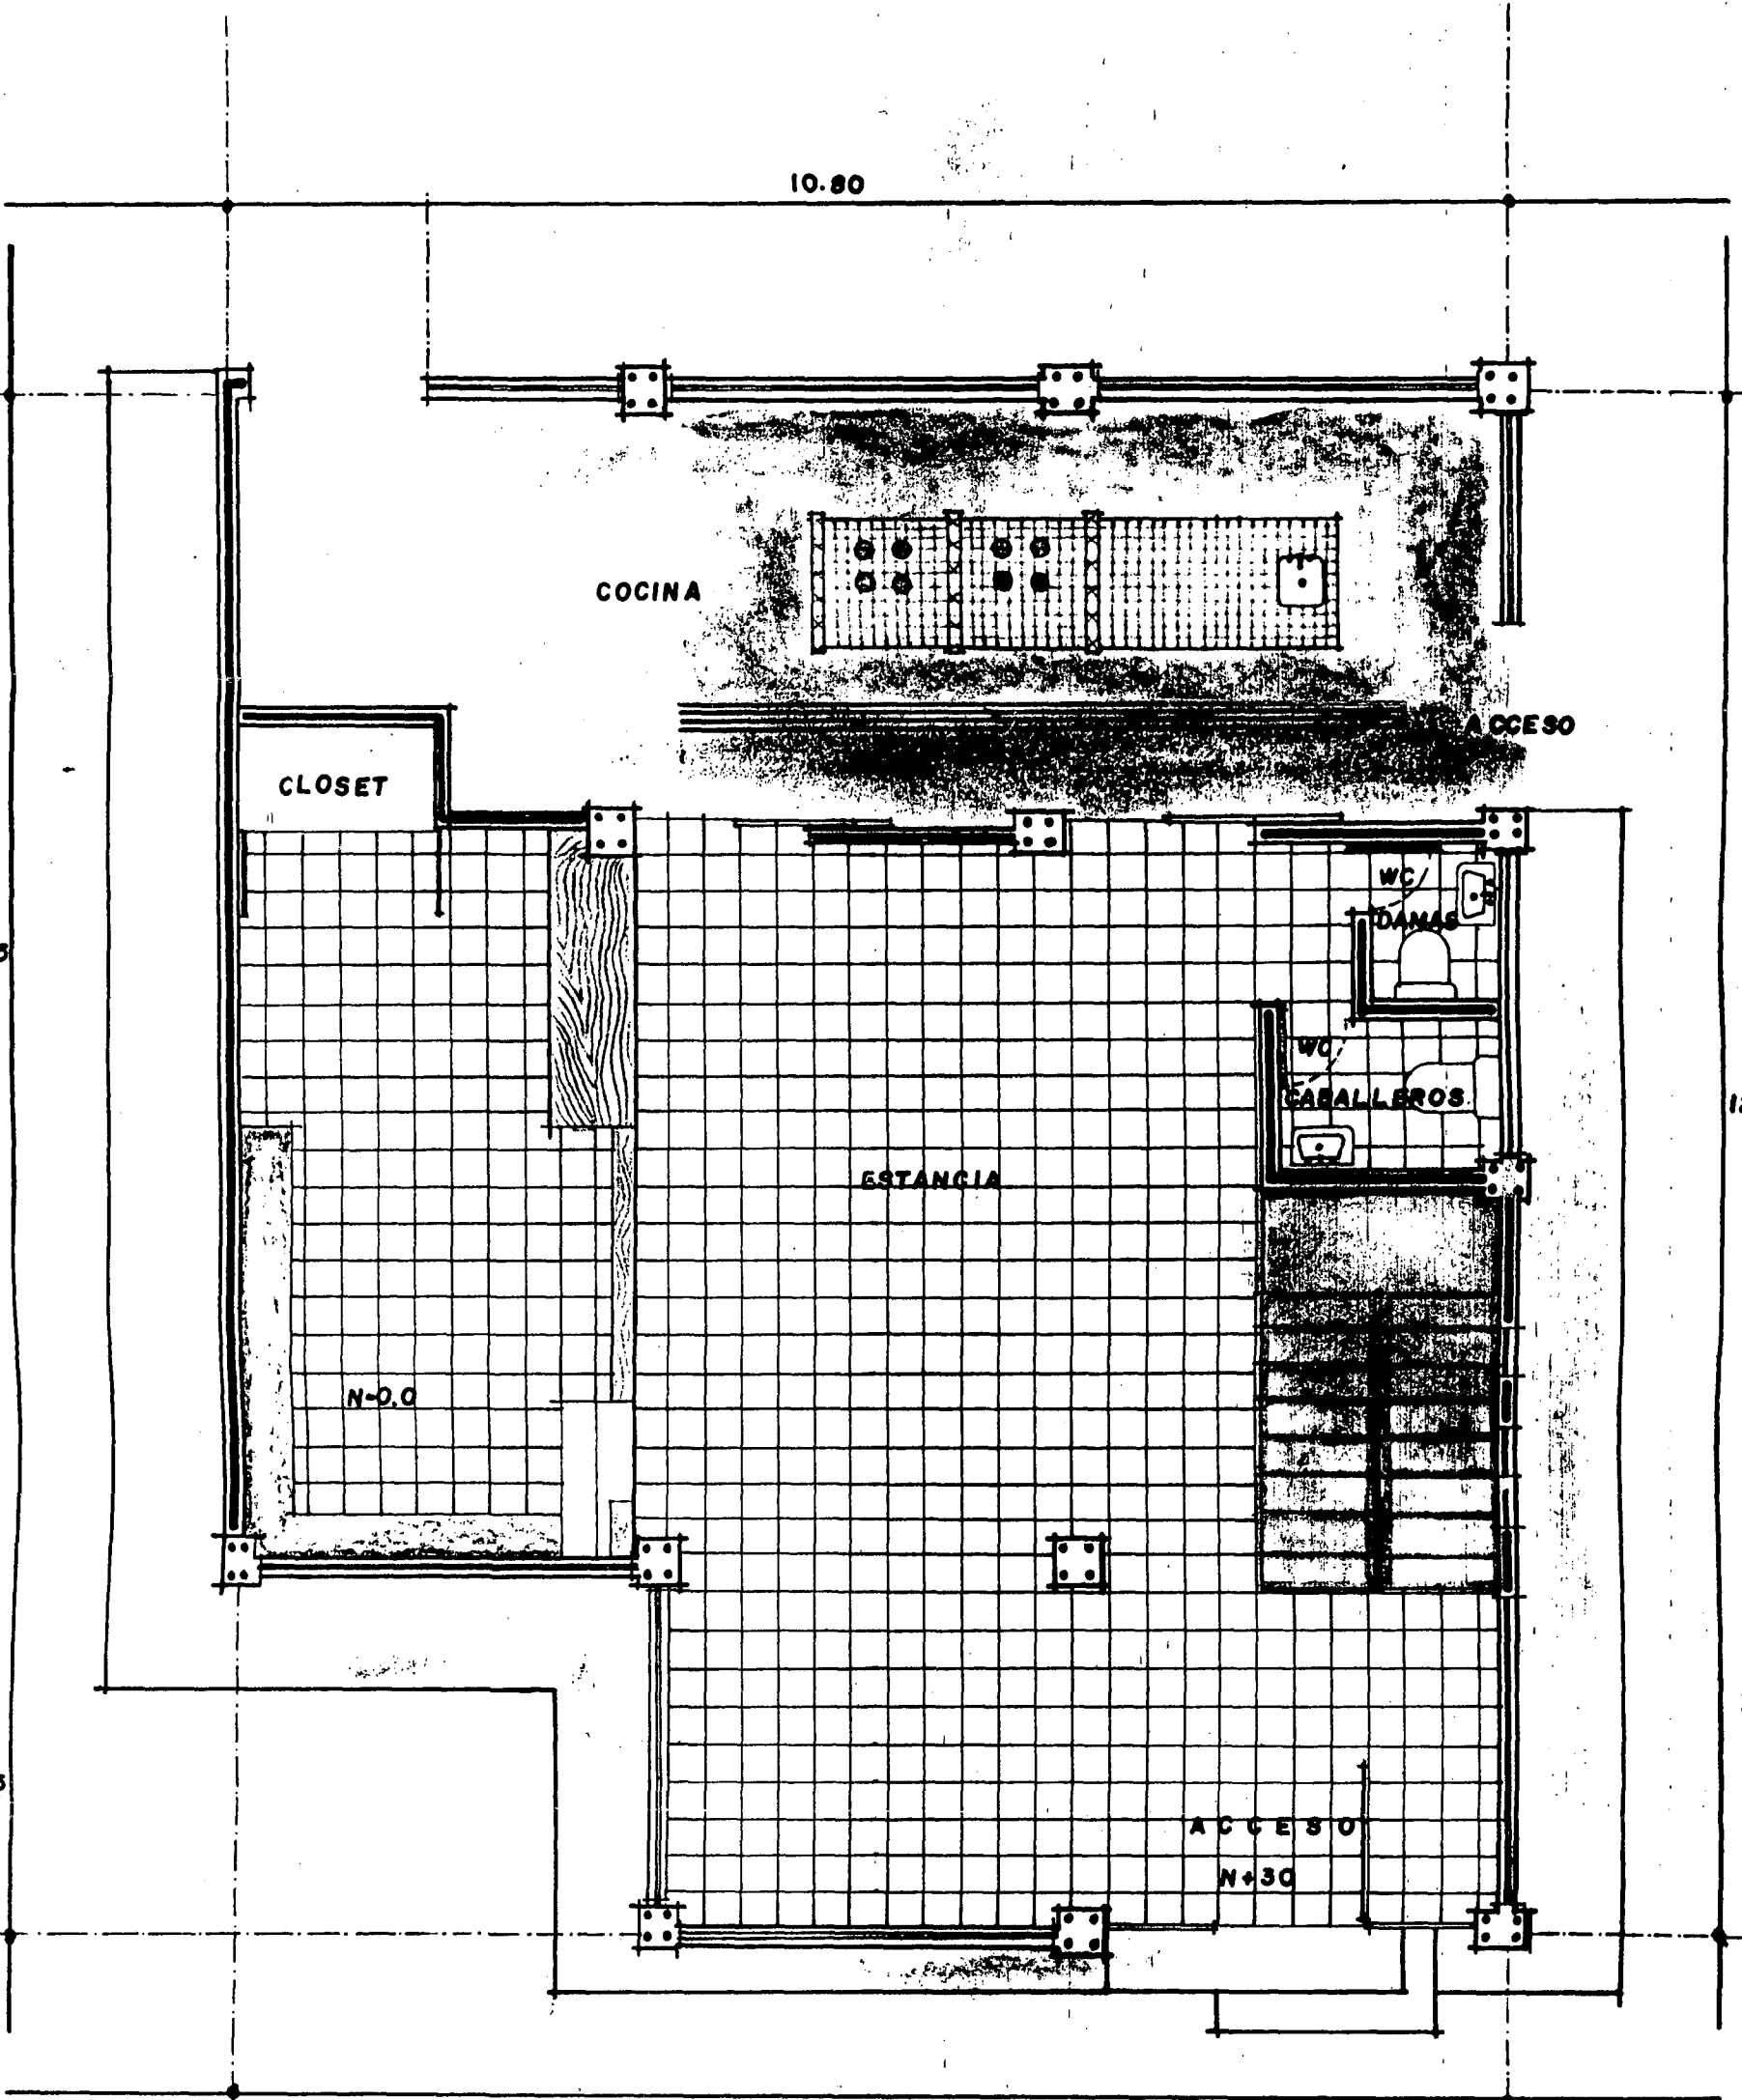 10.80
COCINA
ACCESO
CLOSET
WC
DAMAS
WC
CABALLEROS
ESTANCIA
N-0.0
ACCESO
N+30